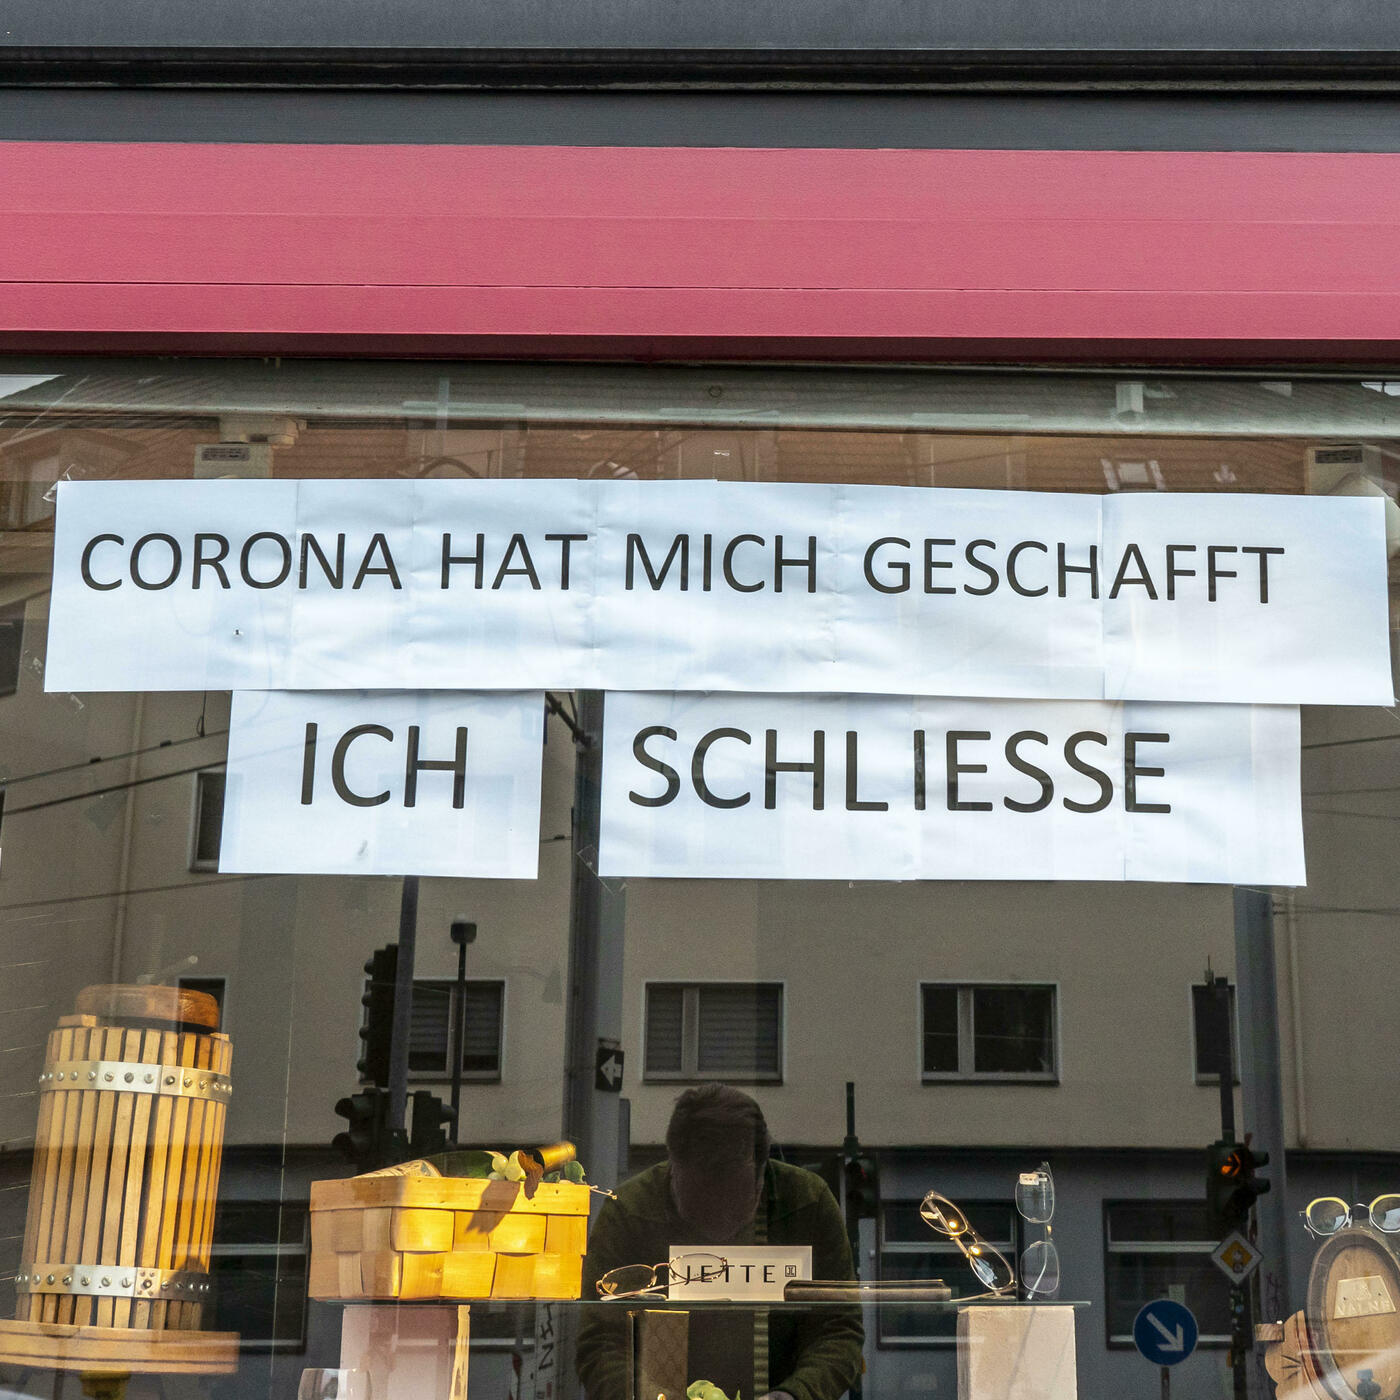 CORONA HAT MICH GESCHAFFT
ICH SCHLIESSE
JETTE